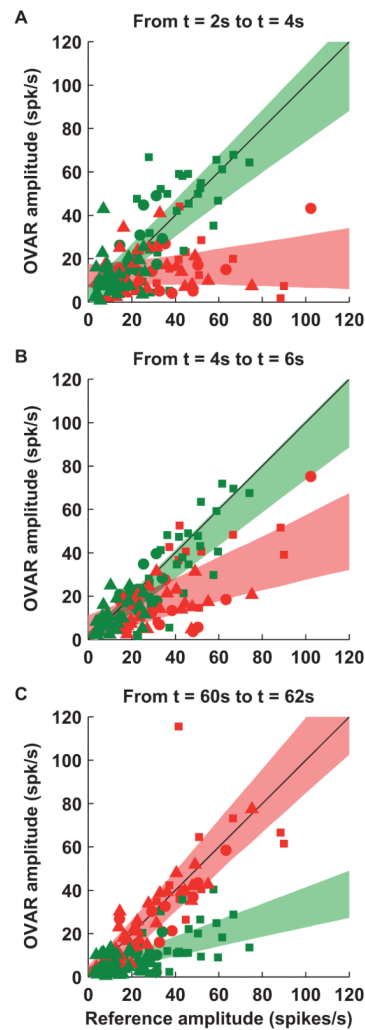 A
From t = 2s to t = 4s
OVAR amplitude (spk/s)
120
100
80
60
40
20
0
0 20 40 60 80 100 120
B
From t = 4s to t = 6s
OVAR amplitude (spk/s)
120
100
80
60
40
20
0
0 20 40 60 80 100 120
C
From t = 60s to t = 62s
OVAR amplitude (spk/s)
120
100
80
60
40
20
0
0 20 40 60 80 100 120
Reference amplitude (spikes/s)